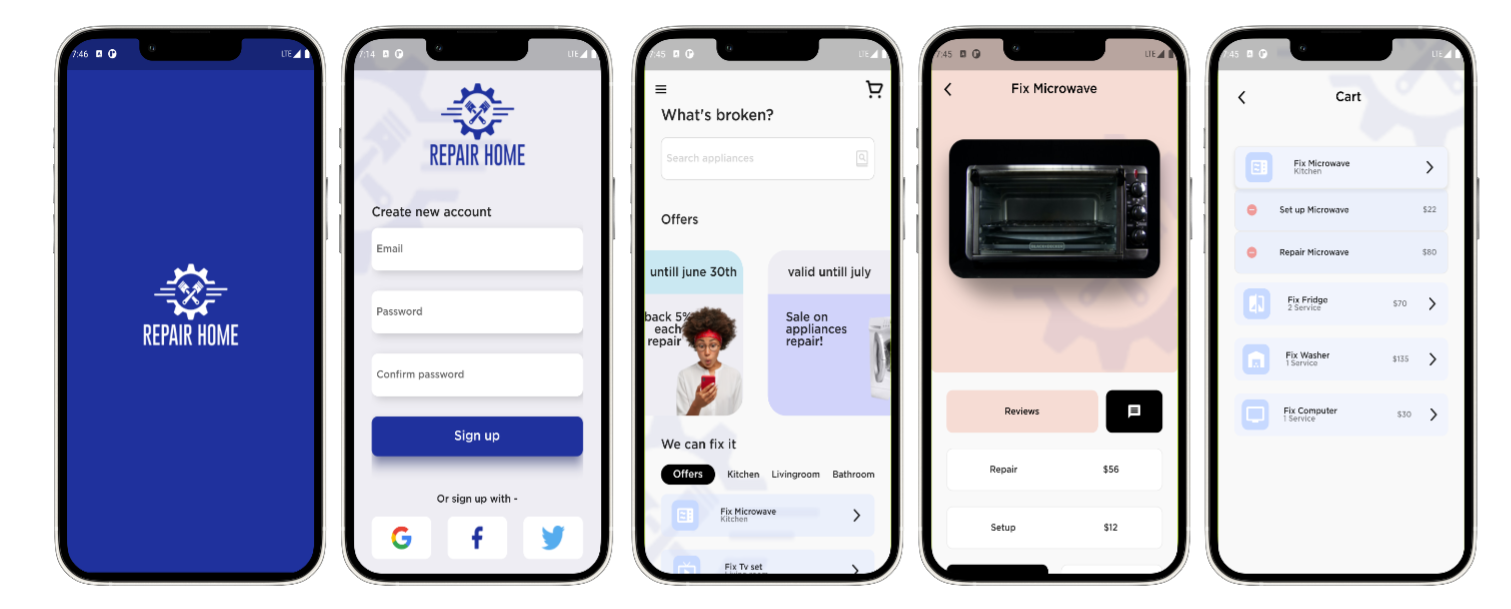 7:46
LTE
REPAIR HOME
7:14
LTE
REPAIR HOME
Create new account
Email
Password
Confirm password
Sign up
Or sign up with -
7:45
LTE
What's broken?
Search appliances
Offers
untill june 30th
back 5%
each
repair
valid untill july
Sale on
appliances
repair!
We can fix it
Offers Kitchen Livingroom Bathroom
Fix Microwave
Kitchen
Fix Tv set
7:45
LTE
Fix Microwave
Reviews
Repair $56
Setup $12
7:45
LTE
Cart
Fix Microwave
Kitchen
Set up Microwave $22
Repair Microwave $80
Fix Fridge $70
2 Service
Fix Washer $135
1 Service
Fix Computer $30
1 Service